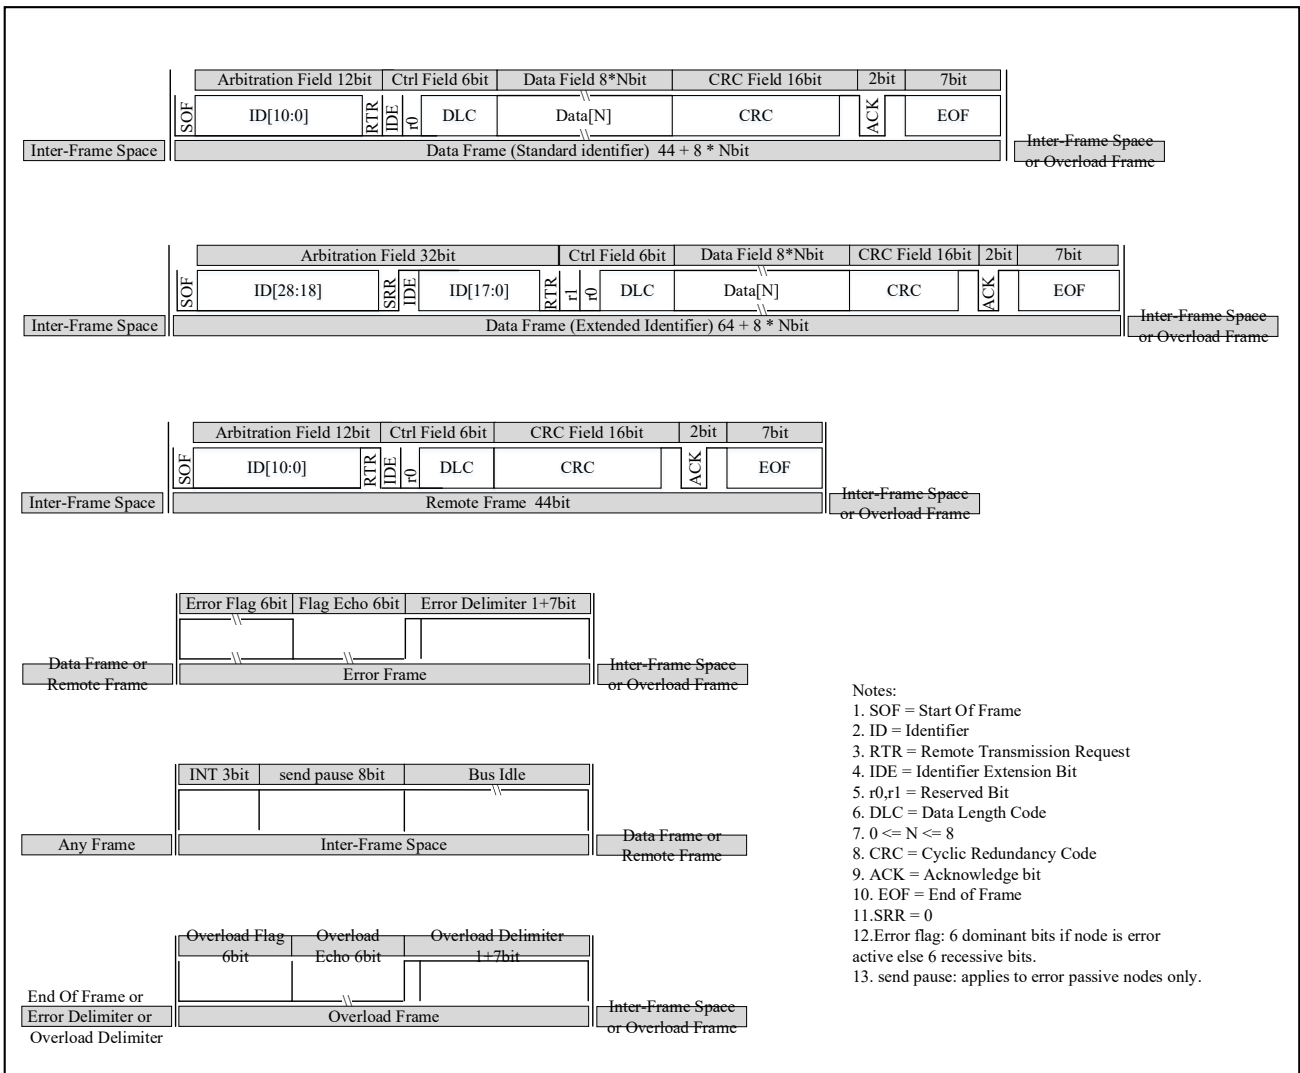 Arbitration Field 12bit Ctrl Field 6bit Data Field 8*Nbit CRC Field 16bit 2bit 7bit
SOF ID[10:0] RTR IDE r0 DLC Data[N] CRC ACK EOF
Inter-Frame Space Data Frame (Standard identifier) 44 + 8 * Nbit Inter-Frame Space
or Overload Frame
Arbitration Field 32bit Ctrl Field 6bit Data Field 8*Nbit CRC Field 16bit 2bit 7bit
SOF ID[28:18] SRR IDE ID[17:0] RTR r1 r0 DLC Data[N] CRC ACK EOF
Inter-Frame Space Data Frame (Extended Identifier) 64 + 8 * Nbit Inter-Frame Space
or Overload Frame
Arbitration Field 12bit Ctrl Field 6bit CRC Field 16bit 2bit 7bit
SOF ID[10:0] RTR IDE r0 DLC CRC ACK EOF
Inter-Frame Space Remote Frame 44bit Inter-Frame Space
or Overload Frame
Error Flag 6bit Flag Echo 6bit Error Delimiter 1+7bit
Data Frame or
Remote Frame
Error Frame
Inter-Frame Space
or Overload Frame
INT 3bit send pause 8bit Bus Idle
Any Frame Inter-Frame Space Data Frame or
Remote Frame
Overload Flag
6bit
Overload
Echo 6bit
Overload Delimiter
1+7bit
End Of Frame or
Error Delimiter or
Overload Delimiter
Overload Frame
Inter-Frame Space
or Overload Frame
Notes:
1. SOF = Start Of Frame
2. ID = Identifier
3. RTR = Remote Transmission Request
4. IDE = Identifier Extension Bit
5. r0,r1 = Reserved Bit
6. DLC = Data Length Code
7. 0 <= N <= 8
8. CRC = Cyclic Redundancy Code
9. ACK = Acknowledge bit
10. EOF = End of Frame
11.SRR = 0
12.Error flag: 6 dominant bits if node is error
active else 6 recessive bits.
13. send pause: applies to error passive nodes only.